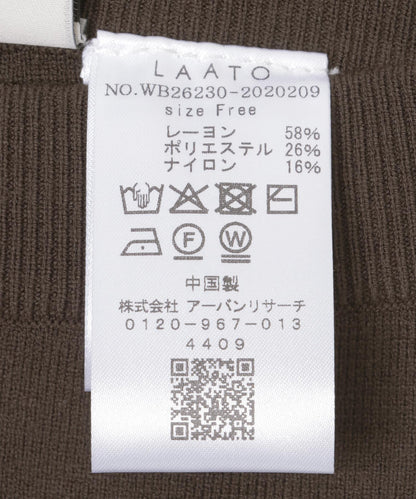 LAATO
NO.WB26230-2020209
size Free
レーヨン 58%
ポリエステル 26%
ナイロン 16%
F W
中国製
株式会社 アーバンリサーチ
0120-967-013
4409